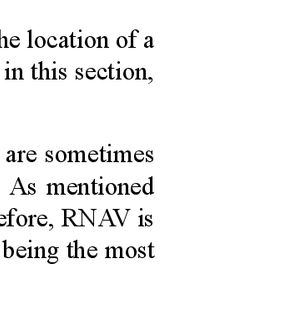 he location of a
in this section,
are sometimes
As mentioned
efore, RNAV is
being the most